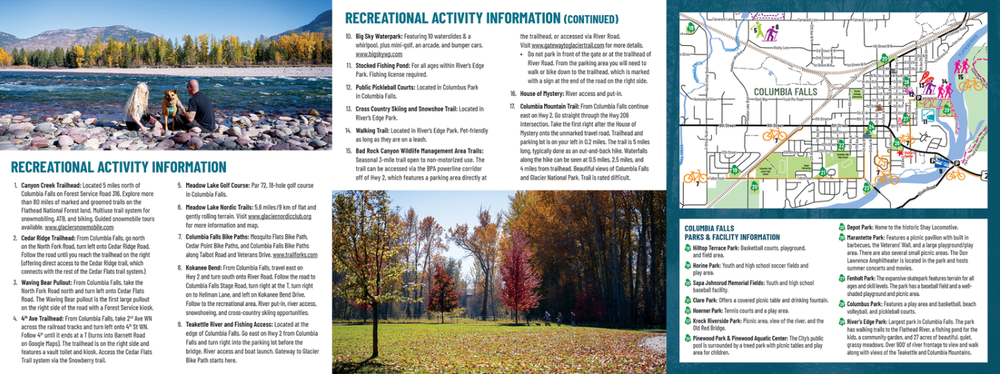 RECREATIONAL ACTIVITY INFORMATION
1. Canyon Creek Trailhead: Located 5 miles north of
Columbia Falls on Forest Service Road 316. Explore more
than 80 miles of marked and groomed trails on the
Flathead National Forest land. Multiuse trail system for
snowmobiling, ATB, and biking. Guided snowmobile tours
available. www.glaciersnowmobile.com
2. Cedar Ridge Trailhead: From Columbia Falls, go north
on the North Fork Road, turn left onto Cedar Ridge Road.
Follow the road until you reach the trailhead on the right
(offering direct access to the Cedar Ridge trail, which
connects with the rest of the Cedar Flats trail system.)
3. Waving Bear Pullout: From Columbia Falls, take the
North Fork Road north and turn left onto Cedar Flats
Road. The Waving Bear pullout is the first large pullout
on the right side of the road with a Forest Service kiosk.
4. 4th Ave Trailhead: From Columbia Falls, take 2nd Ave WN
across the railroad tracks and turn left onto 4th St WN.
Follow 4th until it ends at a T (turns into Barnett Road
on Google Maps). The trailhead is on the right side and
features a vault toilet and kiosk. Access the Cedar Flats
Trail system via the Snowberry trail.
5. Meadow Lake Golf Course: Par 72, 18-hole golf course
in Columbia Falls.
6. Meadow Lake Nordic Trails: 5.6 miles/9 km of flat and
gently rolling terrain. Visit www.glaciernordicclub.org
for more information and map.
7. Columbia Falls Bike Paths: Mosquito Flats Bike Path,
Cedar Point Bike Paths, and Columbia Falls Bike Paths
along Talbot Road and Veterans Drive. www.trailforks.com
8. Kokanee Bend: From Columbia Falls, travel east on
Hwy 2 and turn south onto River Road. Follow the road to
Columbia Falls Stage Road, turn right at the T, turn right
on to Hellman Lane, and left on Kokanee Bend Drive.
Follow to the recreational area. River put-in, river access,
snowshoeing, and cross-country skiing opportunities.
9. Teakettle River and Fishing Access: Located at the
edge of Columbia Falls. Go east on Hwy 2 from Columbia
Falls and turn right into the parking lot before the
bridge. River access and boat launch. Gateway to Glacier
Bike Path starts here.
RECREATIONAL ACTIVITY INFORMATION (CONTINUED)
10. Big Sky Waterpark: Featuring 10 waterslides & a
whirlpool, plus mini-golf, an arcade, and bumper cars.
www.bigskywp.com
11. Stocked Fishing Pond: For all ages within River's Edge
Park. Fishing license required.
12. Public Pickleball Courts: Located in Columbus Park
in Columbia Falls.
13. Cross Country Skiing and Snowshoe Trail: Located in
River's Edge Park.
14. Walking Trail: Located in River's Edge Park. Pet-friendly
as long as they are on a leash.
15. Bad Rock Canyon Wildlife Management Area Trails:
Seasonal 3-mile trail open to non-motorized use. The
trail can be accessed via the BPA powerline corridor
off of Hwy 2, which features a parking area directly at
the trailhead, or accessed via River Road.
Visit www.gatewaytoglaciertrail.com for more details.
• Do not park in front of the gate or at the trailhead of
River Road. From the parking area you will need to
walk or bike down to the trailhead, which is marked
with a sign at the end of the road on the right side.
16. House of Mystery: River access and put-in.
17. Columbia Mountain Trail: From Columbia Falls continue
east on Hwy 2. Go straight through the Hwy 206
intersection. Take the first right after the House of
Mystery onto the unmarked travel road. Trailhead and
parking lot is on your left in 0.2 miles. The trail is 5 miles
long, typically done as an out-and-back hike. Waterfalls
along the hike can be seen at 0.5 miles, 2.5 miles, and
4 miles from trailhead. Beautiful views of Columbia Falls
and Glacier National Park. Trail is rated difficult.
COLUMBIA FALLS
5
6
7
7
7
7
9
11
12
13
14
15
9th Street
River Road
Visitor's Center
COLUMBIA FALLS
PARKS & FACILITY INFORMATION
Hilltop Terrace Park: Basketball courts, playground,
and field area.
Horine Park: Youth and high school soccer fields and
play area.
Sapa Johnsrud Memorial Fields: Youth and high school
baseball facility.
Clare Park: Offers a covered picnic table and drinking fountain.
Hoerner Park: Tennis courts and a play area.
Kreck Riverside Park: Picnic area, view of the river, and the
Old Red Bridge.
Pinewood Park & Pinewood Aquatic Center: The City's public
pool is surrounded by a treed park with picnic tables and play
area for children.
Depot Park: Home to the historic Shay Locomotive.
Marantette Park: Features a picnic pavilion with built in
barbecues, the Veterans' Wall, and a large playground/play
area. There are also several small picnic areas. The Don
Lawrence Amphitheater is located in the park and hosts
summer concerts and movies.
Fenholt Park: The expansive skatepark features terrain for all
ages and skill levels. The park has a baseball field and a well-
shaded playground and picnic area.
Columbus Park: Features a play area and basketball, beach
volleyball, and pickleball courts.
River's Edge Park: Largest park in Columbia Falls. The park
has walking trails to the Flathead River, a fishing pond for the
kids, a community garden, and 27 acres of beautiful, quiet,
grassy meadows. Over 900' of river frontage to view and walk
along with views of the Teakettle and Columbia Mountains.